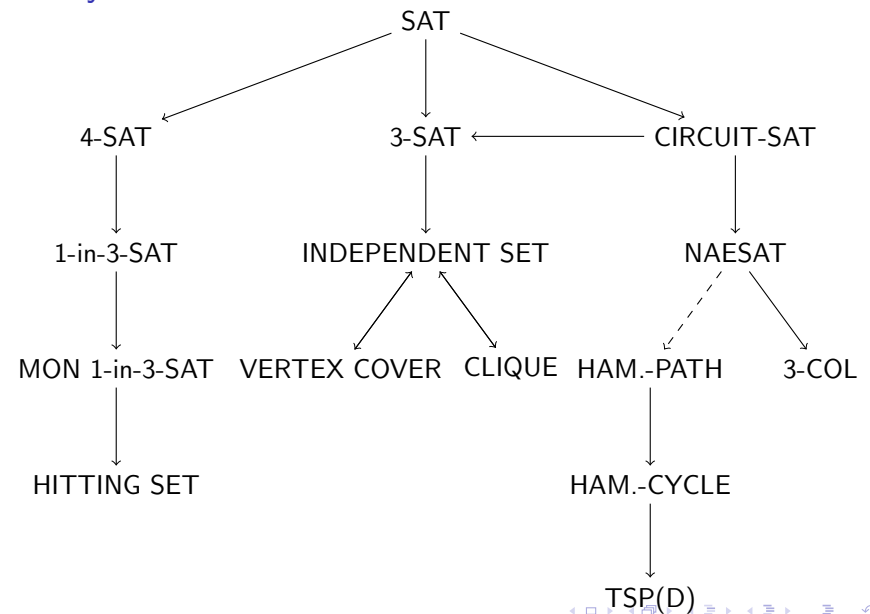 SAT
4-SAT 3-SAT CIRCUIT-SAT
1-in-3-SAT INDEPENDENT SET NAESAT
MON 1-in-3-SAT VERTEX COVER CLIQUE HAM.-PATH 3-COL
HITTING SET HAM.-CYCLE
TSP(D)